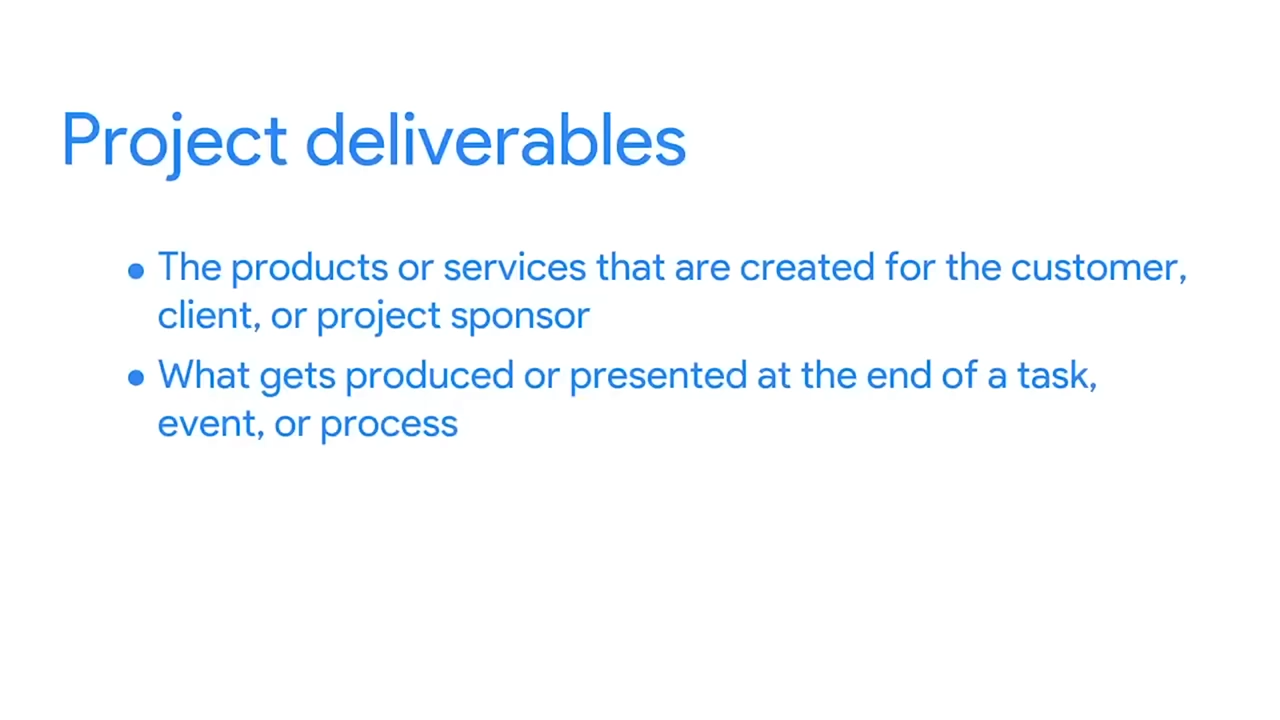 Project deliverables
• The products or services that are created for the customer,
client, or project sponsor
• What gets produced or presented at the end of a task,
event, or process